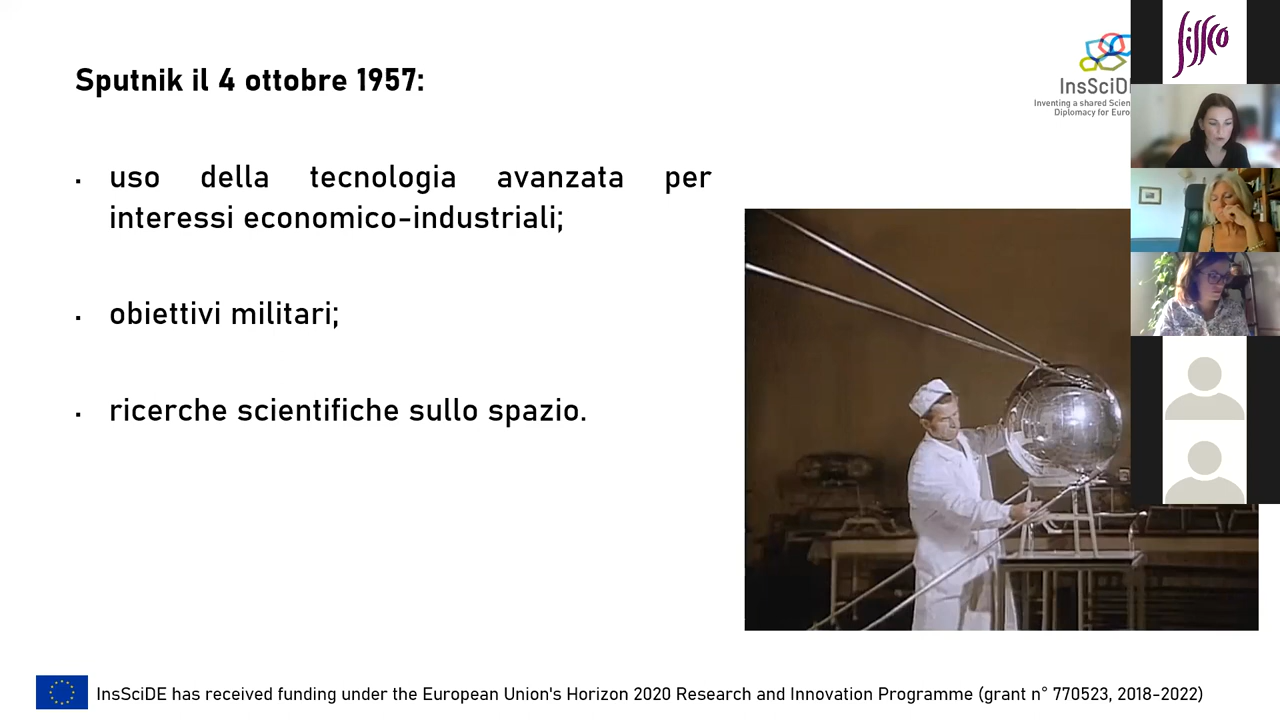 Sputnik il 4 ottobre 1957:
uso della tecnologia avanzata per
interessi economico-industriali;
obiettivi militari;
ricerche scientifiche sullo spazio.
InsSciD
Inventing a shared Scien
Diplomacy for Euro
InsSciDE has received funding under the European Union's Horizon 2020 Research and Innovation Programme (grant n° 770523, 2018-2022)